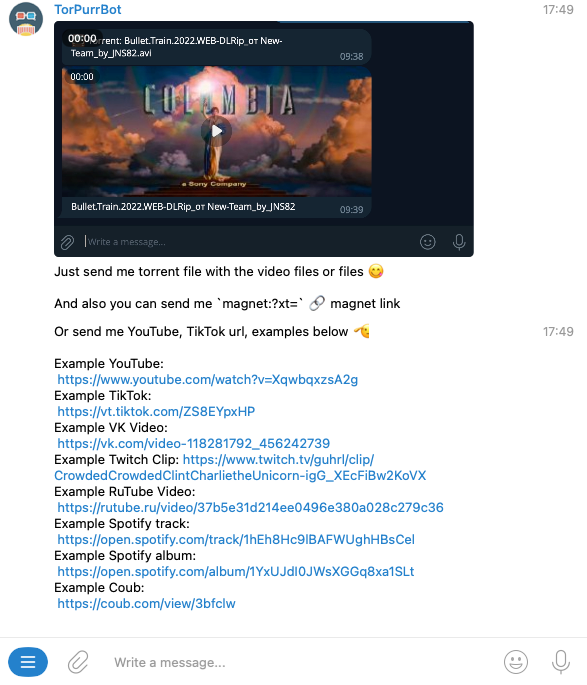 TorPurrBot
17:49
00:00
rrent: Bullet.Train.2022.WEB-DLRip_от New-
Team_by_JNS82.avi
09:38
00:00
COLUMBIA
a Sony Company
Bullet.Train.2022.WEB-DLRip_от New-Team_by_JNS82
09:39
Write a message...
Just send me torrent file with the video files or files 😋
And also you can send me `magnet:?xt=` 🔗 magnet link
Or send me YouTube, TikTok url, examples below 🫡
17:49
Example YouTube:
https://www.youtube.com/watch?v=XqwbqxzsA2g
Example TikTok:
https://vt.tiktok.com/ZS8EYpxHP
Example VK Video:
https://vk.com/video-118281792_456242739
Example Twitch Clip: https://www.twitch.tv/guhrl/clip/
CrowdedCrowdedClintCharlietheUnicorn-igG_XEcFiBw2KoVX
Example RuTube Video:
https://rutube.ru/video/37b5e31d214ee0496e380a028c279c36
Example Spotify track:
https://open.spotify.com/track/1hEh8Hc9lBAFWUghHBsCel
Example Spotify album:
https://open.spotify.com/album/1YxUJdI0JWsXGGq8xa1SLt
Example Coub:
https://coub.com/view/3bfclw
Write a message...